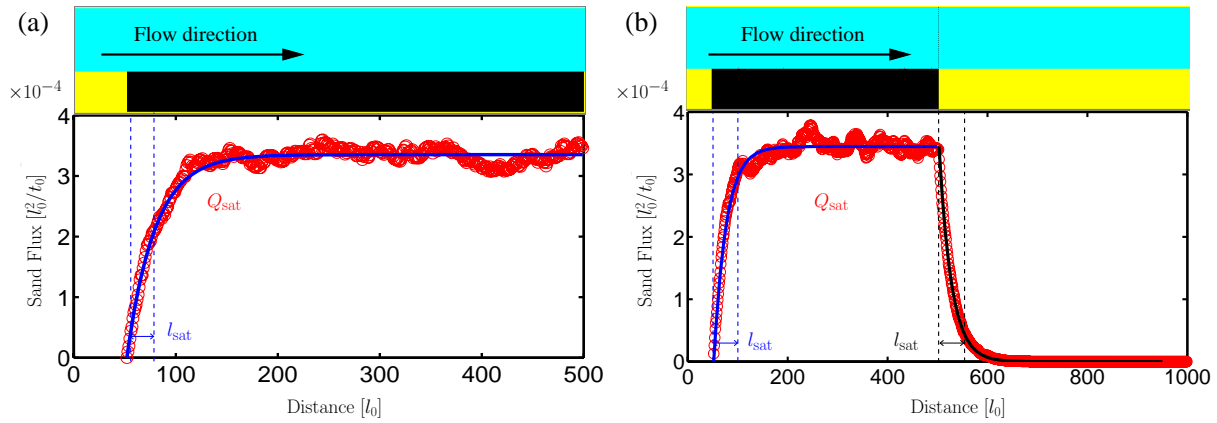 (a)
Flow direction
×10⁻⁴
4
3
2
1
0
Sand Flux [l₀²/t₀]
Q_sat
l_sat
0
100
200
300
400
500
Distance [l₀]
(b)
Flow direction
×10⁻⁴
4
3
2
1
0
Sand Flux [l₀²/t₀]
Q_sat
l_sat
l_sat
0
200
400
600
800
1000
Distance [l₀]